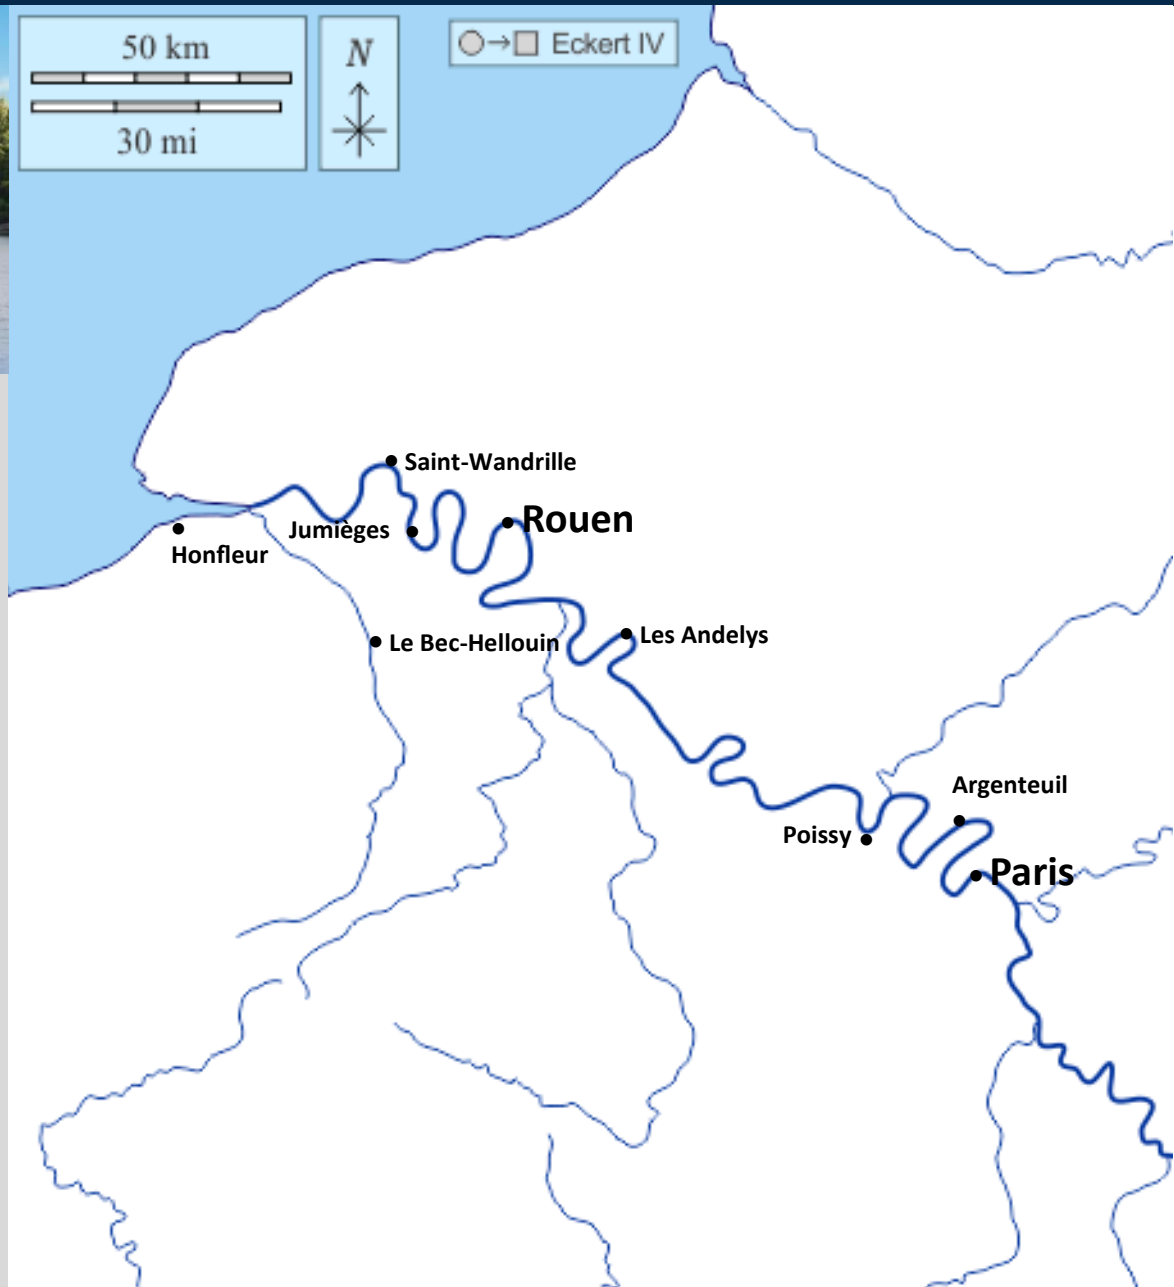 50 km
30 mi
N
○→□ Eckert IV
Saint-Wandrille
Rouen
Jumièges
Honfleur
Le Bec-Hellouin
Les Andelys
Argenteuil
Poissy
Paris